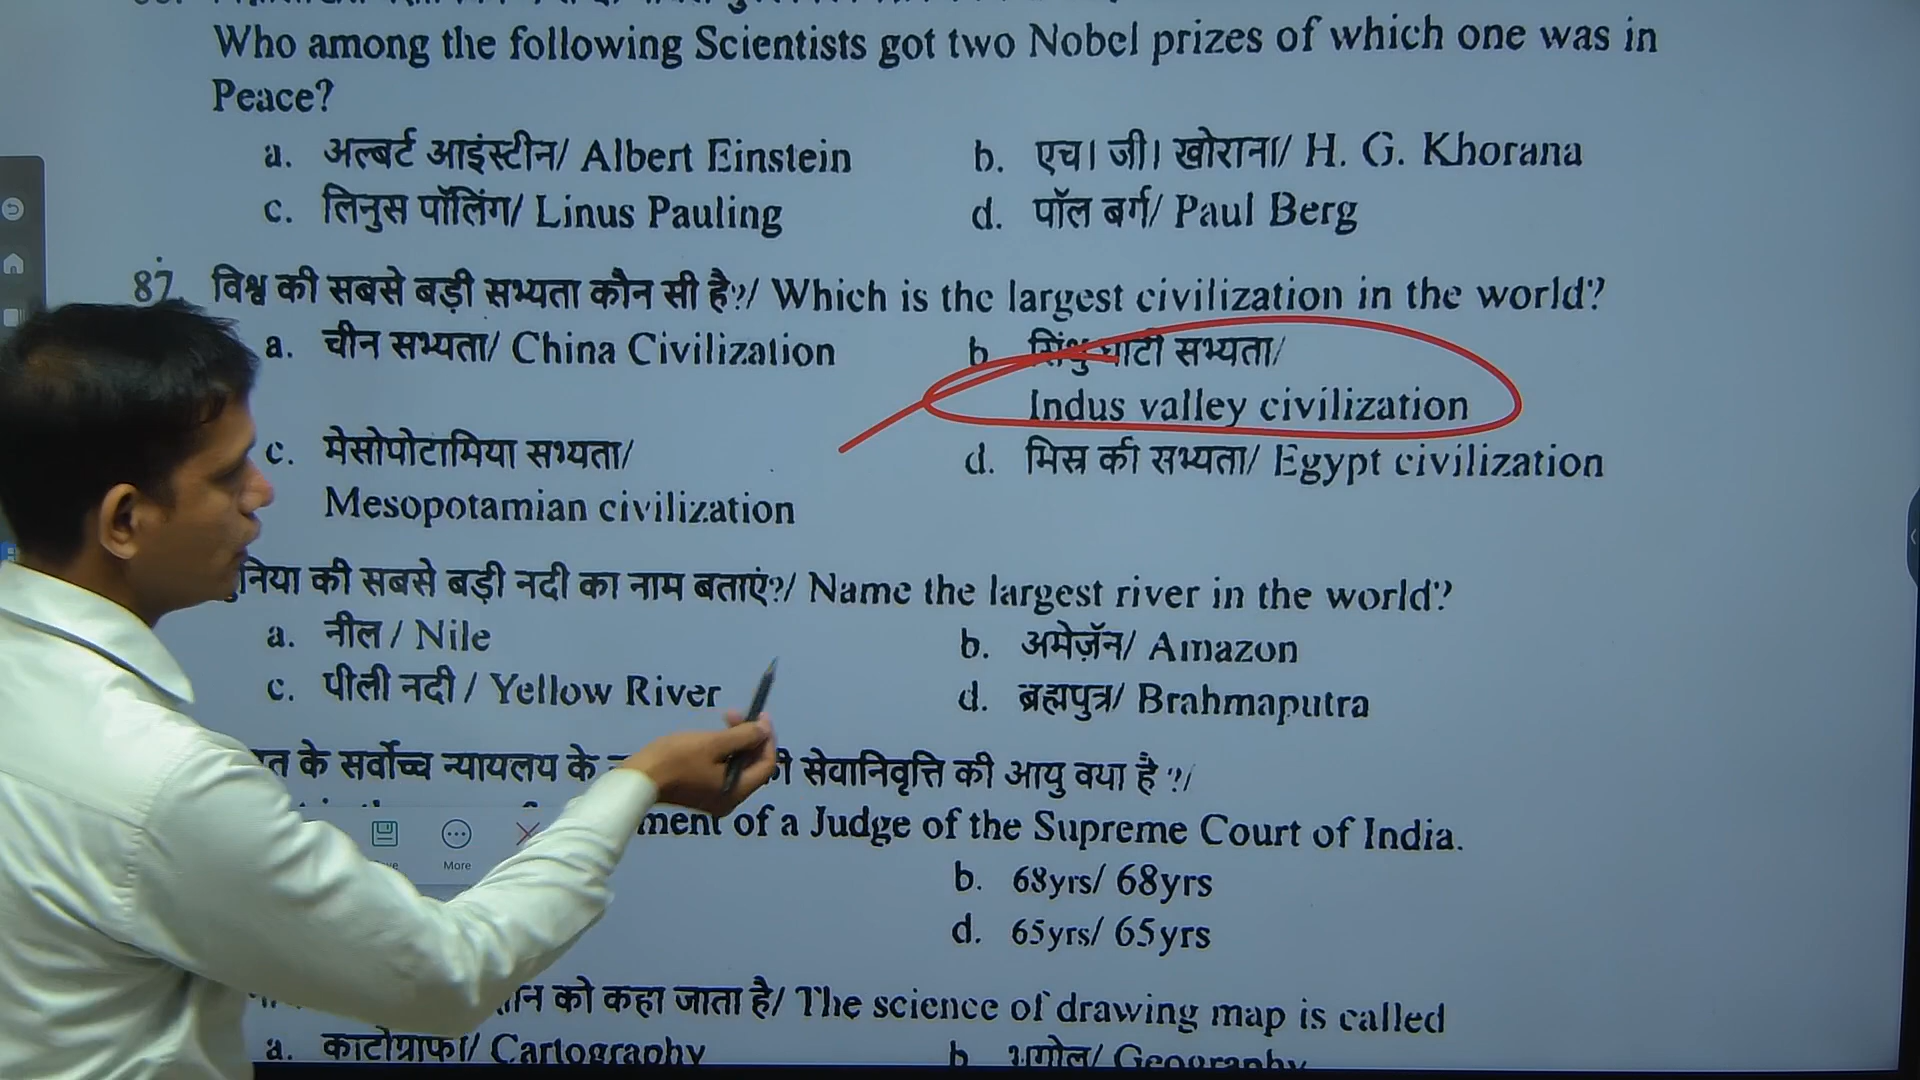 Who among the following Scientists got two Nobel prizes of which one was in
Peace?
a. अल्बर्ट आइंस्टीन/ Albert Einstein b. एच। जी। खोराना/ H. G. Khorana
c. लिनुस पॉलिंग/ Linus Pauling d. पॉल बर्ग/ Paul Berg
87 विश्व की सबसे बड़ी सभ्यता कौन सी है?/ Which is the largest civilization in the world?
a. चीन सभ्यता/ China Civilization b. सिंधु घाटी सभ्यता/
Indus valley civilization
c. मेसोपोटामिया सभ्यता/ d. मिस्र की सभ्यता/ Egypt civilization
Mesopotamian civilization
की सबसे बड़ी नदी का नाम बताएं?/ Name the largest river in the world?
a. नील / Nile b. अमेज़ॅन/ Amazon
c. पीली नदी / Yellow River d. ब्रह्मपुत्र/ Brahmaputra
के सर्वोच्च न्यायलय के सेवानिवृत्ति की आयु क्या है ?/
of a Judge of the Supreme Court of India.
More
b. 68yrs/ 68yrs
d. 65yrs/ 65yrs
को कहा जाता है/ The science of drawing map is called
a. Cartography b. भूगोल/ Geography